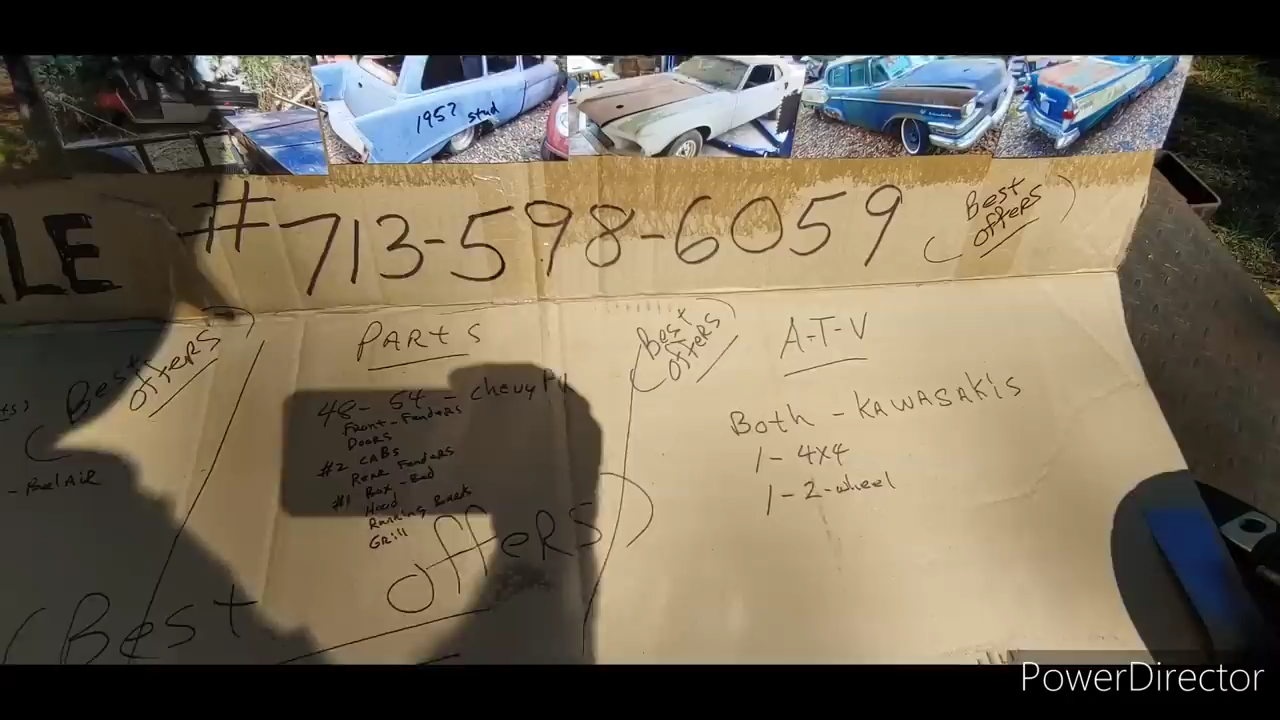 195? stud
LE #713-598-6059 (Best offers)
(Best offers)
- BelAir
PARtS
48- 54 - Chevy
Front-Fenders
Doors
#2 CABS
Rear Fenders
#1 Box-Bed
Hood
Running Boards
Grill
(Best offers)
(Best offers)
A-T-V
Both - KAWASAKis
1-4x4
1-2-wheel
PowerDirector